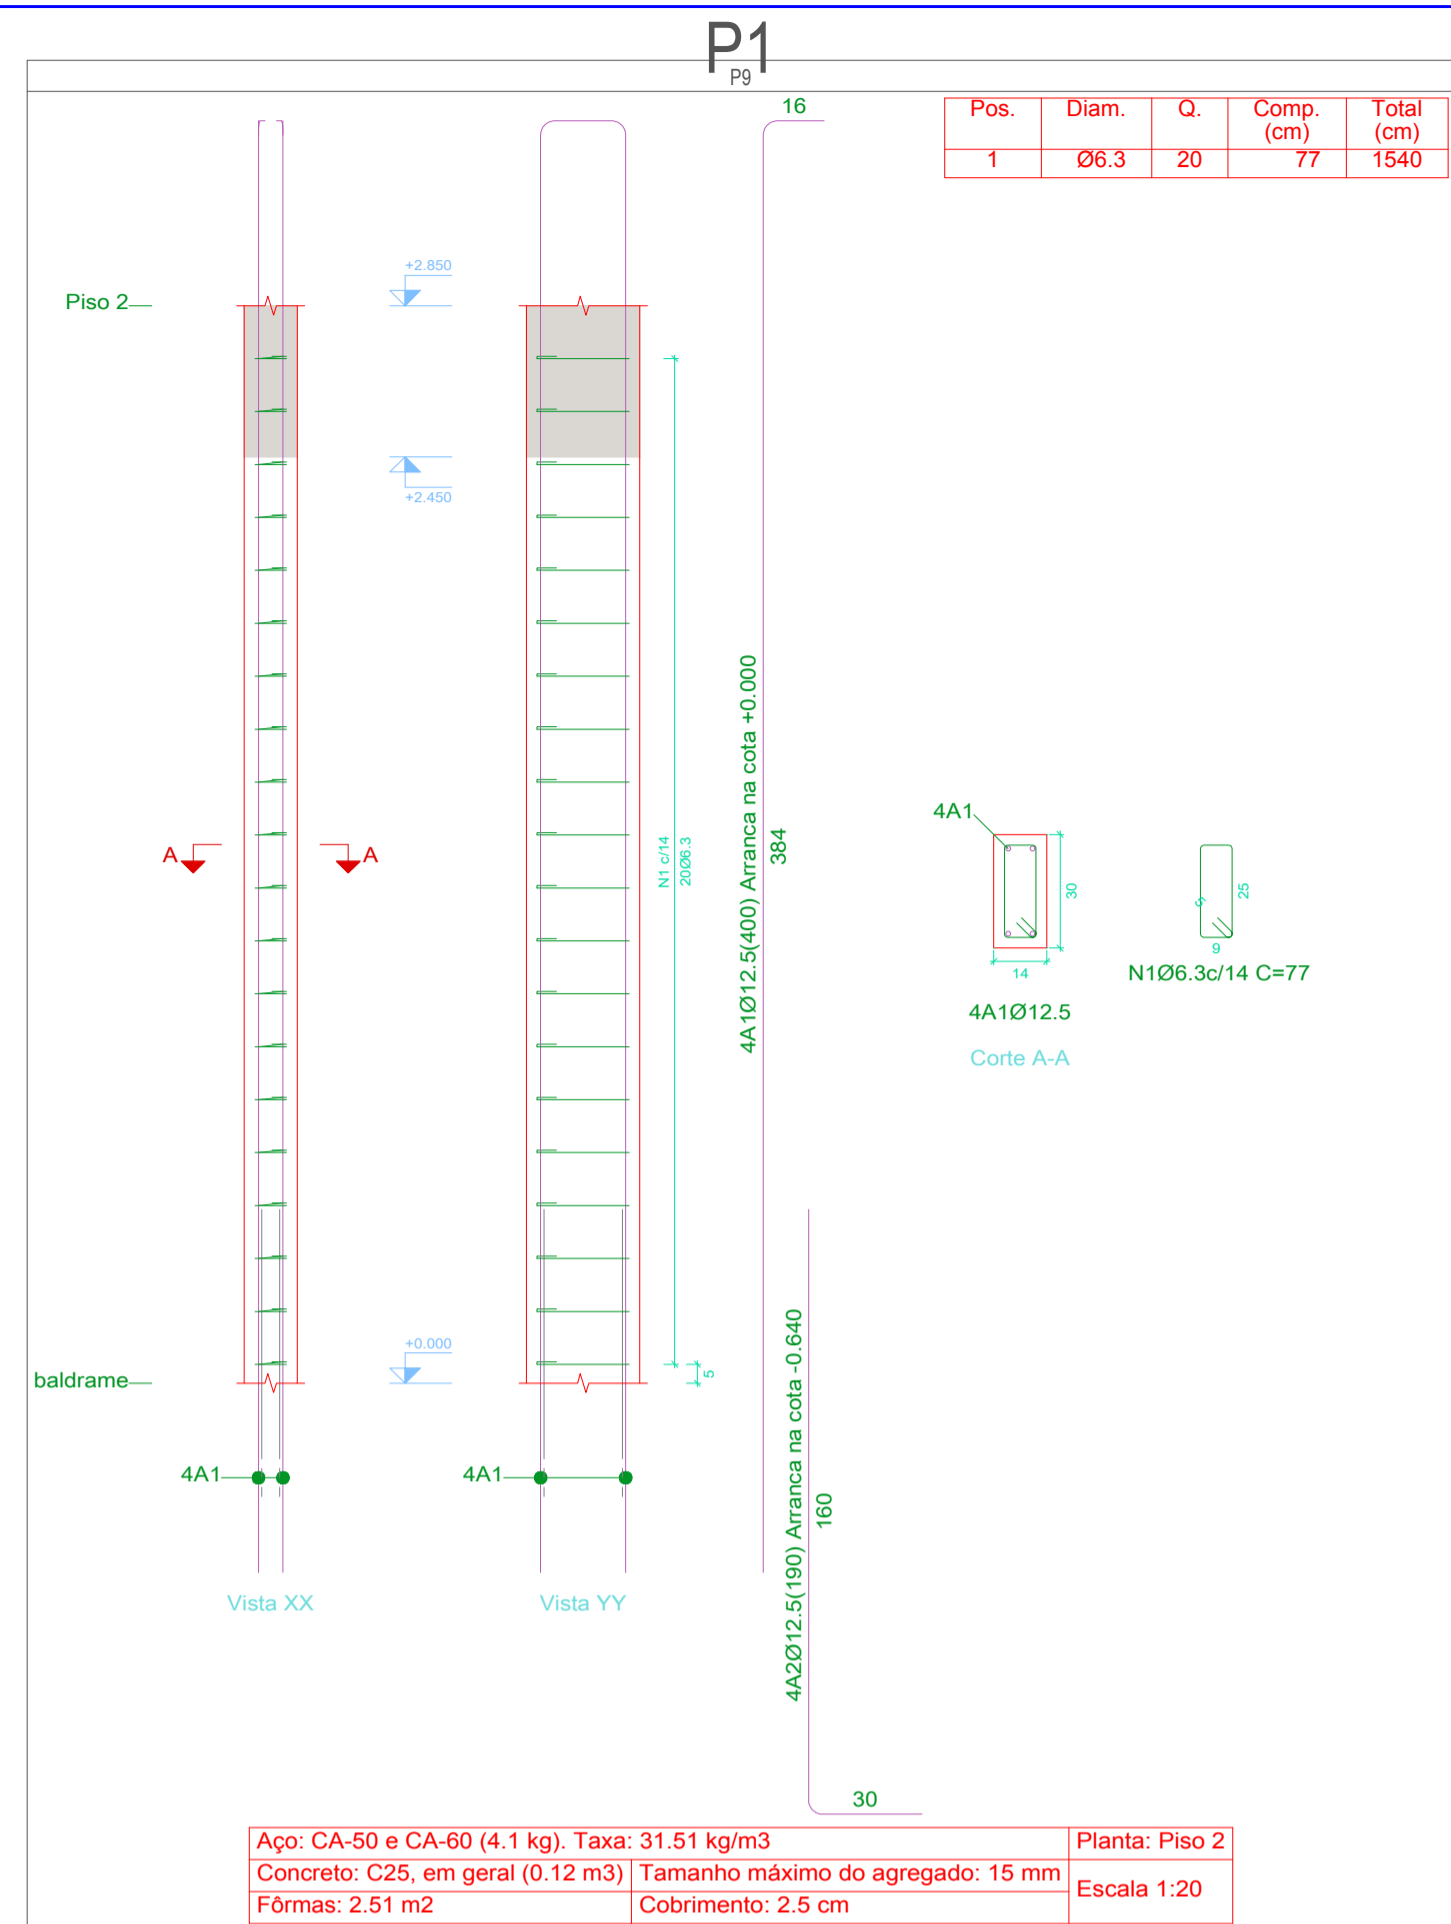 P1
P9
16
Pos. Diam. Q. Comp. (cm) Total (cm)
1 Ø6.3 20 77 1540
+2.850
Piso 2
+2.450
N1 c/14
20Ø6.3
4A1Ø12.5(400) Arranca na cota +0.000
384
A A
4A1
30
14
4A1Ø12.5
Corte A-A
5
25
9
N1Ø6.3c/14 C=77
+0.000
baldrame
5
4A1
4A1
Vista XX
Vista YY
4A2Ø12.5(190) Arranca na cota -0.640
160
30
Aço: CA-50 e CA-60 (4.1 kg). Taxa: 31.51 kg/m3
Planta: Piso 2
Concreto: C25, em geral (0.12 m3)
Tamanho máximo do agregado: 15 mm
Escala 1:20
Fôrmas: 2.51 m2
Cobrimento: 2.5 cm